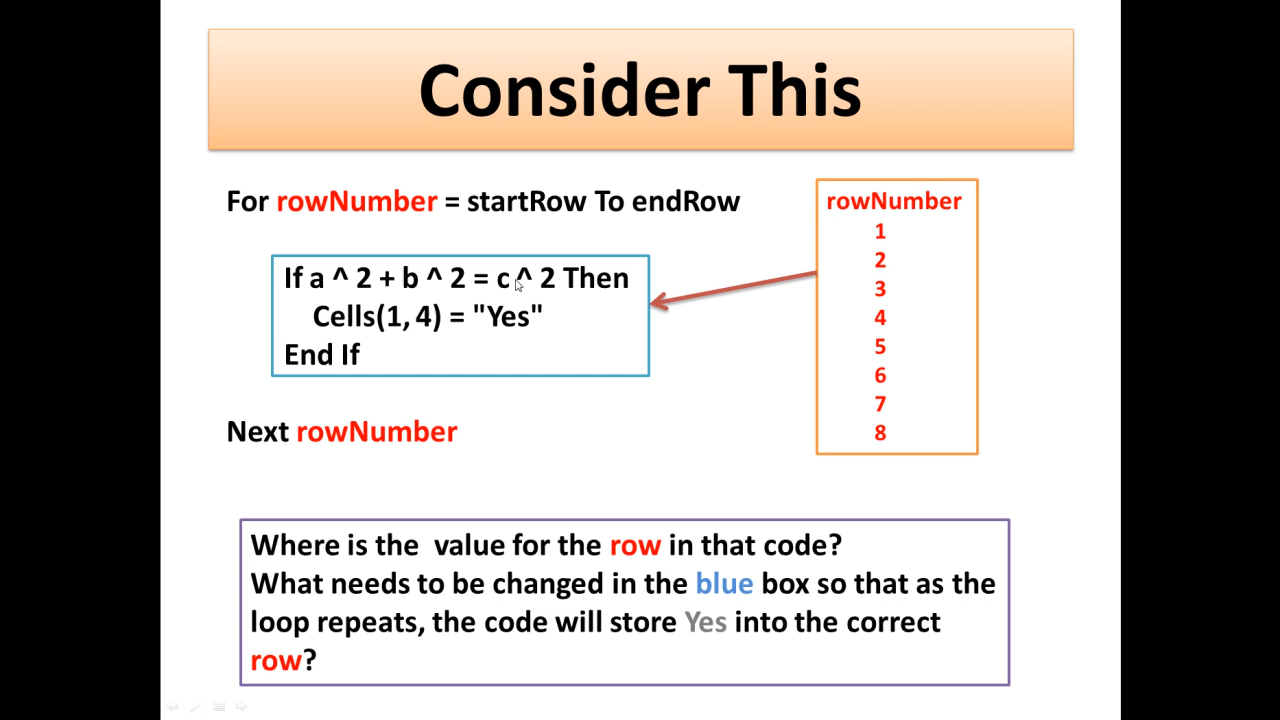 Consider This
For rowNumber = startRow To endRow
If a ^ 2 + b ^ 2 = c ^ 2 Then
Cells(1, 4) = "Yes"
End If
Next rowNumber
rowNumber
1
2
3
4
5
6
7
8
Where is the value for the row in that code?
What needs to be changed in the blue box so that as the
loop repeats, the code will store Yes into the correct
row?